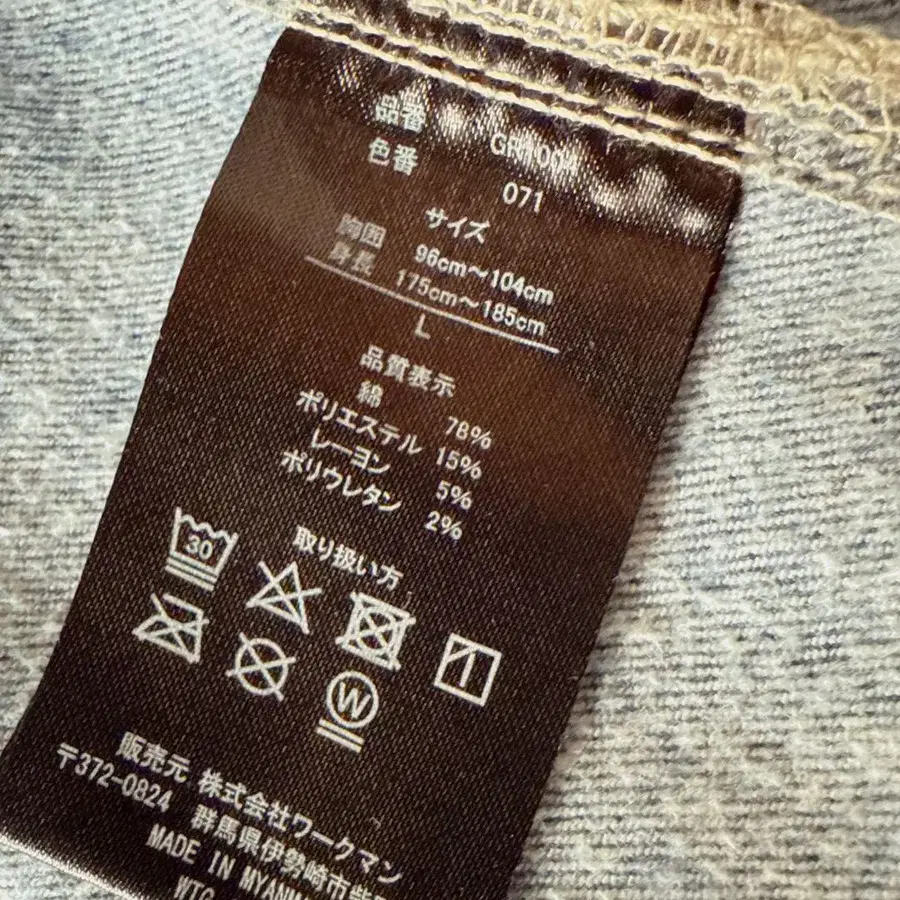 品番
色番 071
サイズ
胸囲 96cm～104cm
身長 175cm～185cm
L
品質表示
綿 78%
ポリエステル 15%
レーヨン 5%
ポリウレタン 2%
取り扱い方
30
W
販売元 株式会社ワークマン
〒372-0824 群馬県伊勢崎市
MADE IN
WTC